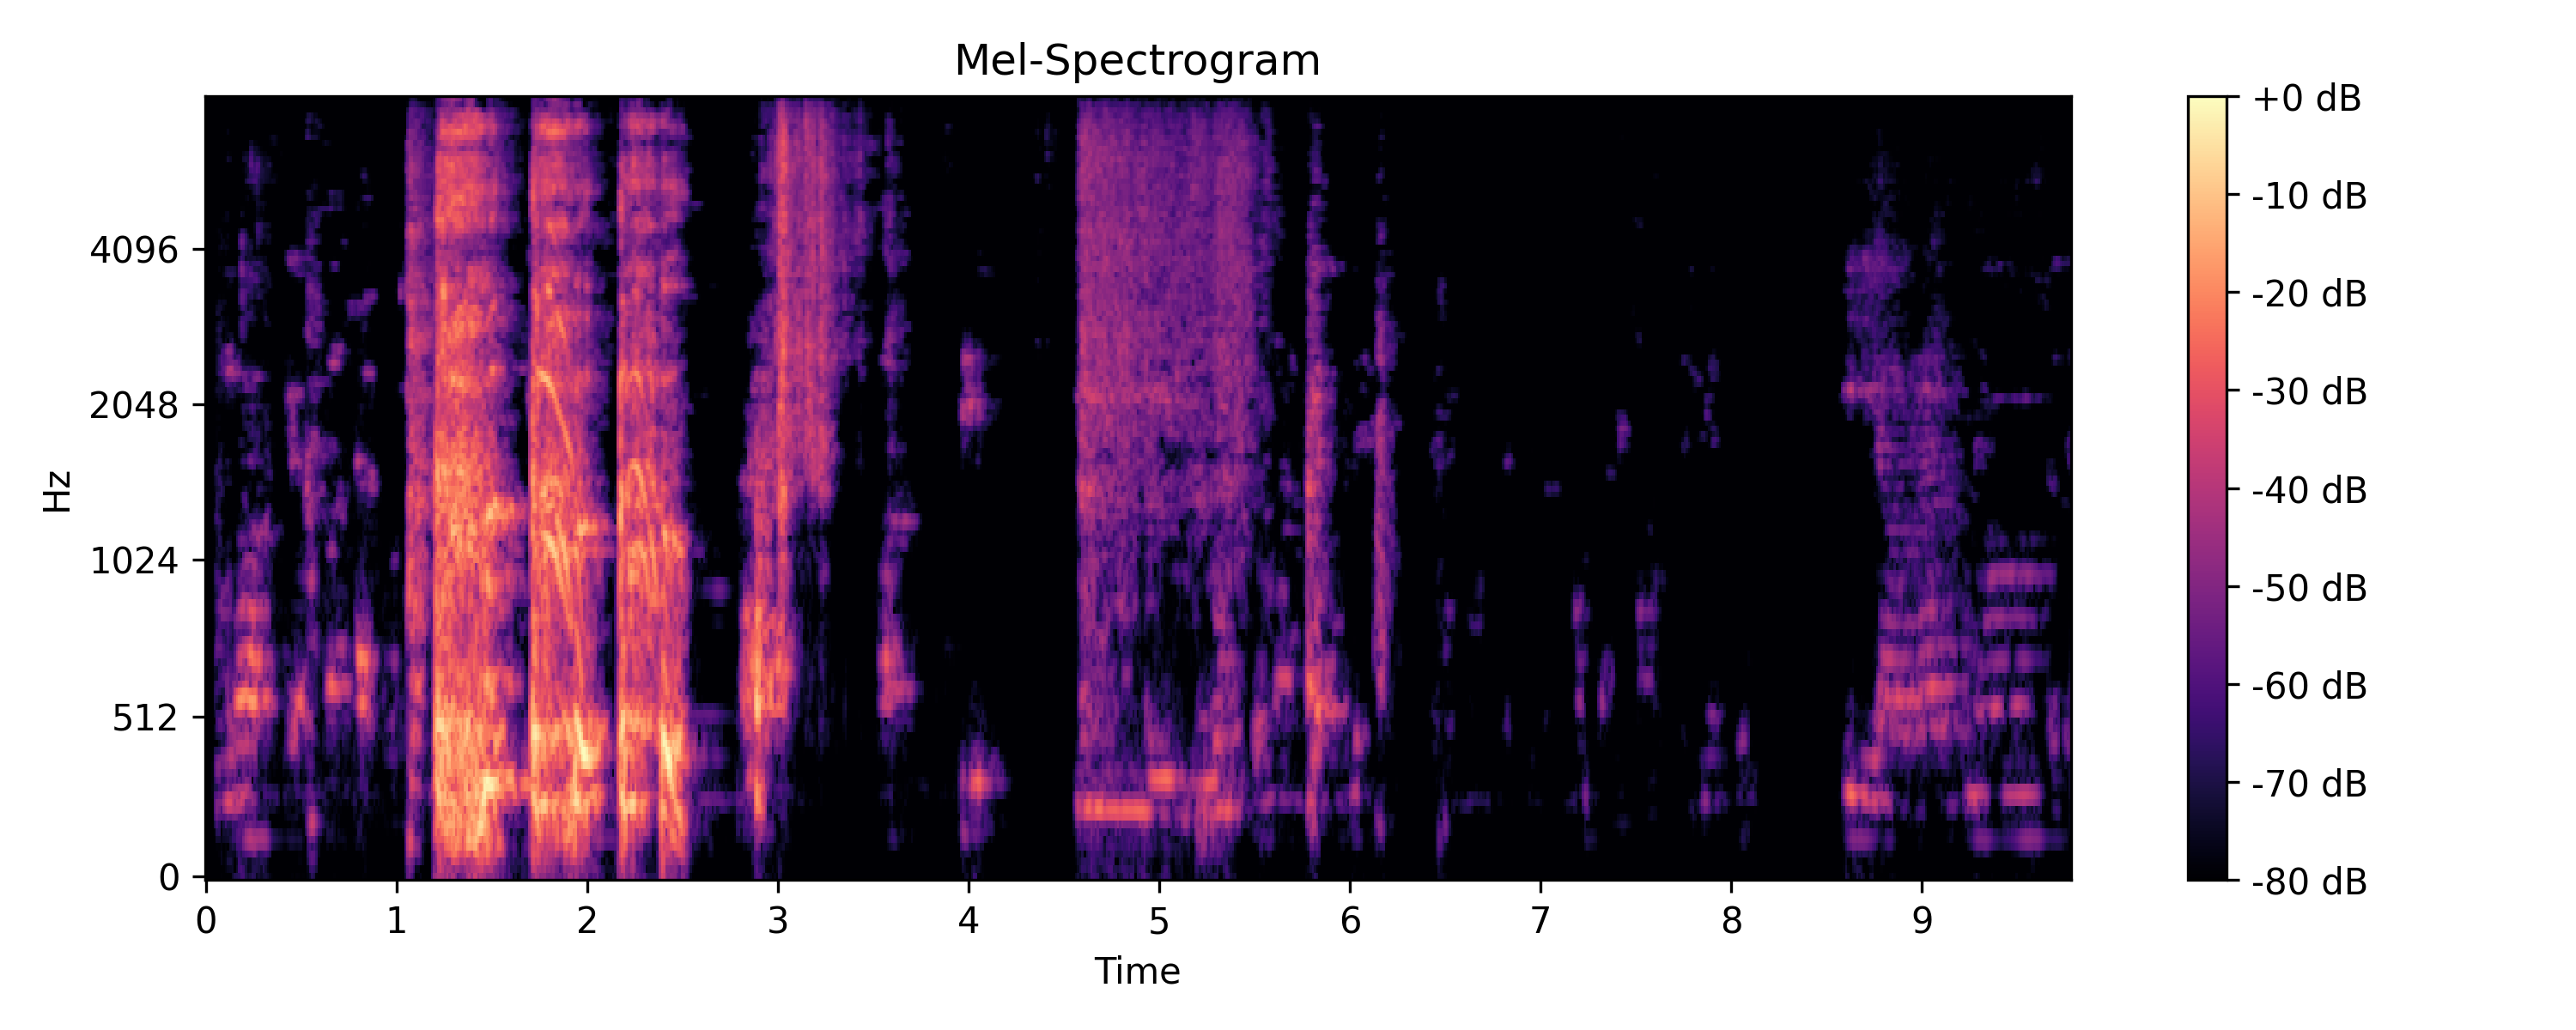 Mel-Spectrogram
Hz
4096
2048
1024
512
0
0 1 2 3 4 5 6 7 8 9
Time
+0 dB
-10 dB
-20 dB
-30 dB
-40 dB
-50 dB
-60 dB
-70 dB
-80 dB